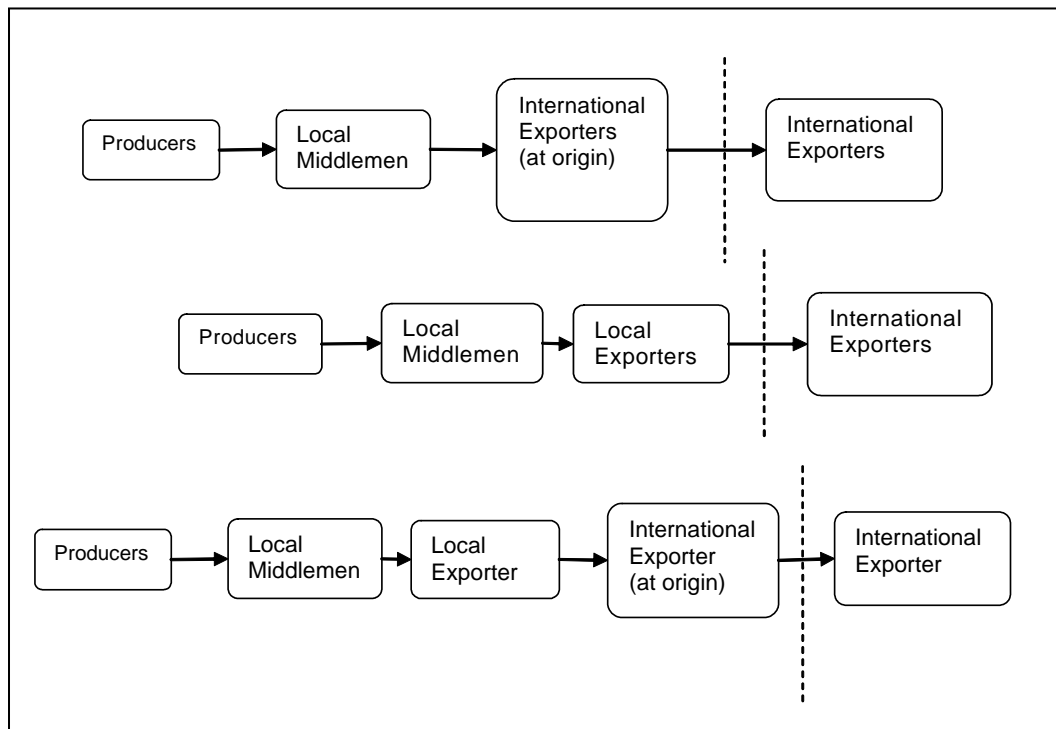 Producers
Local
Middlemen
International
Exporters
(at origin)
International
Exporters
Producers
Local
Middlemen
Local
Exporters
International
Exporters
Producers
Local
Middlemen
Local
Exporter
International
Exporter
(at origin)
International
Exporter